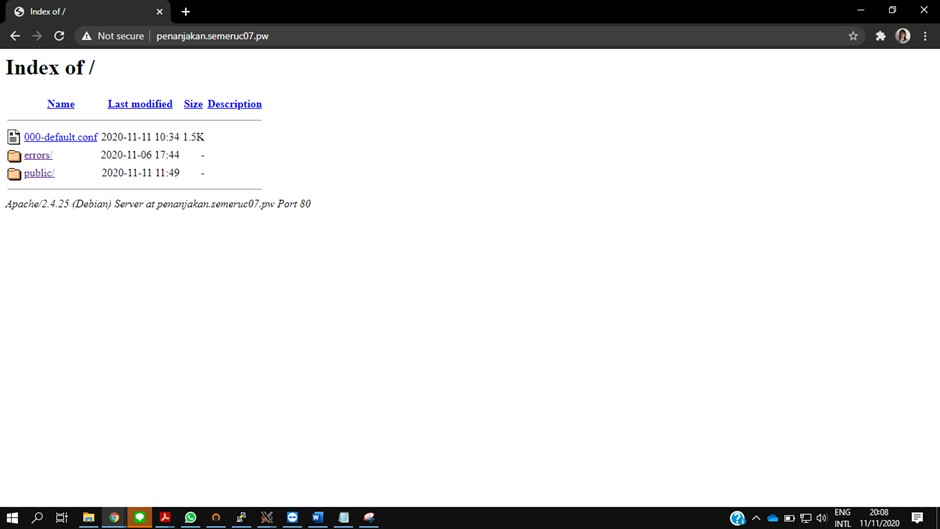 Index of /
Not secure
penanjakan.semeruc07.pw
Index of /
Name Last modified Size Description
000-default.conf 2020-11-11 10:34 1.5K
errors/ 2020-11-06 17:44 -
public/ 2020-11-11 11:49 -
Apache/2.4.25 (Debian) Server at penanjakan.semeruc07.pw Port 80
ENG
INTL
20:08
11/11/2020